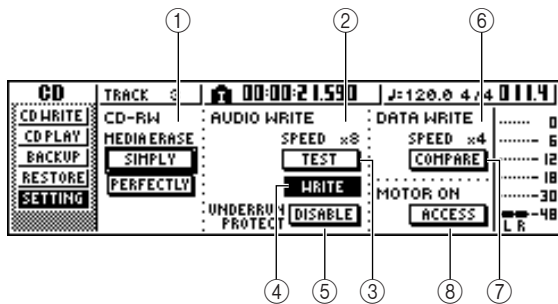 ① ② ⑥
CD TRACK 00:00:21.590 ♩=120.0 4/4 011.4
CD WRITE CD-RW AUDIO WRITE DATA WRITE 0
CD PLAY MEDIA ERASE SPEED x8 SPEED x4 6
BACKUP SIMPLY TEST COMPARE 12
RESTORE PERFECTLY WRITE 18
SETTING MOTOR ON 30
UNDERRUN PROTECT DISABLE ACCESS 48
L R
④ ⑤ ③ ⑧ ⑦